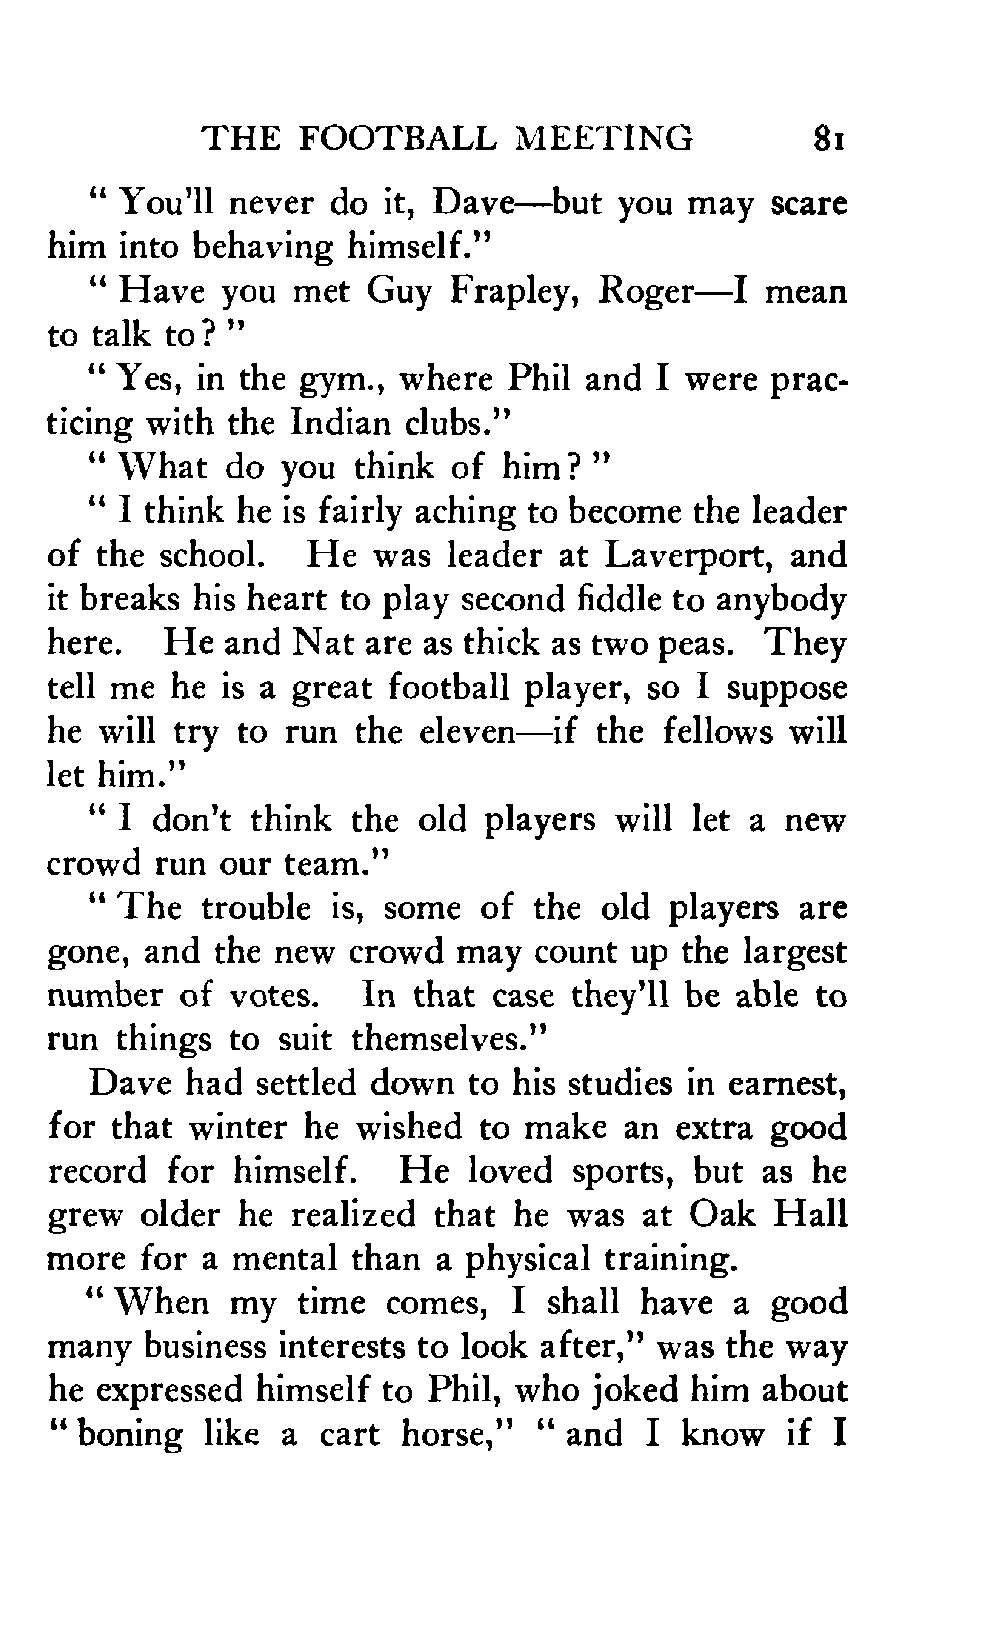 THE FOOTBALL MEETING 81
" You'll never do it, Dave—but you may scare
him into behaving himself."
" Have you met Guy Frapley, Roger—I mean
to talk to? "
" Yes, in the gym., where Phil and I were prac-
ticing with the Indian clubs."
" What do you think of him? "
" I think he is fairly aching to become the leader
of the school. He was leader at Laverport, and
it breaks his heart to play second fiddle to anybody
here. He and Nat are as thick as two peas. They
tell me he is a great football player, so I suppose
he will try to run the eleven—if the fellows will
let him."
" I don't think the old players will let a new
crowd run our team."
" The trouble is, some of the old players are
gone, and the new crowd may count up the largest
number of votes. In that case they'll be able to
run things to suit themselves."
Dave had settled down to his studies in earnest,
for that winter he wished to make an extra good
record for himself. He loved sports, but as he
grew older he realized that he was at Oak Hall
more for a mental than a physical training.
" When my time comes, I shall have a good
many business interests to look after," was the way
he expressed himself to Phil, who joked him about
" boning like a cart horse," " and I know if I